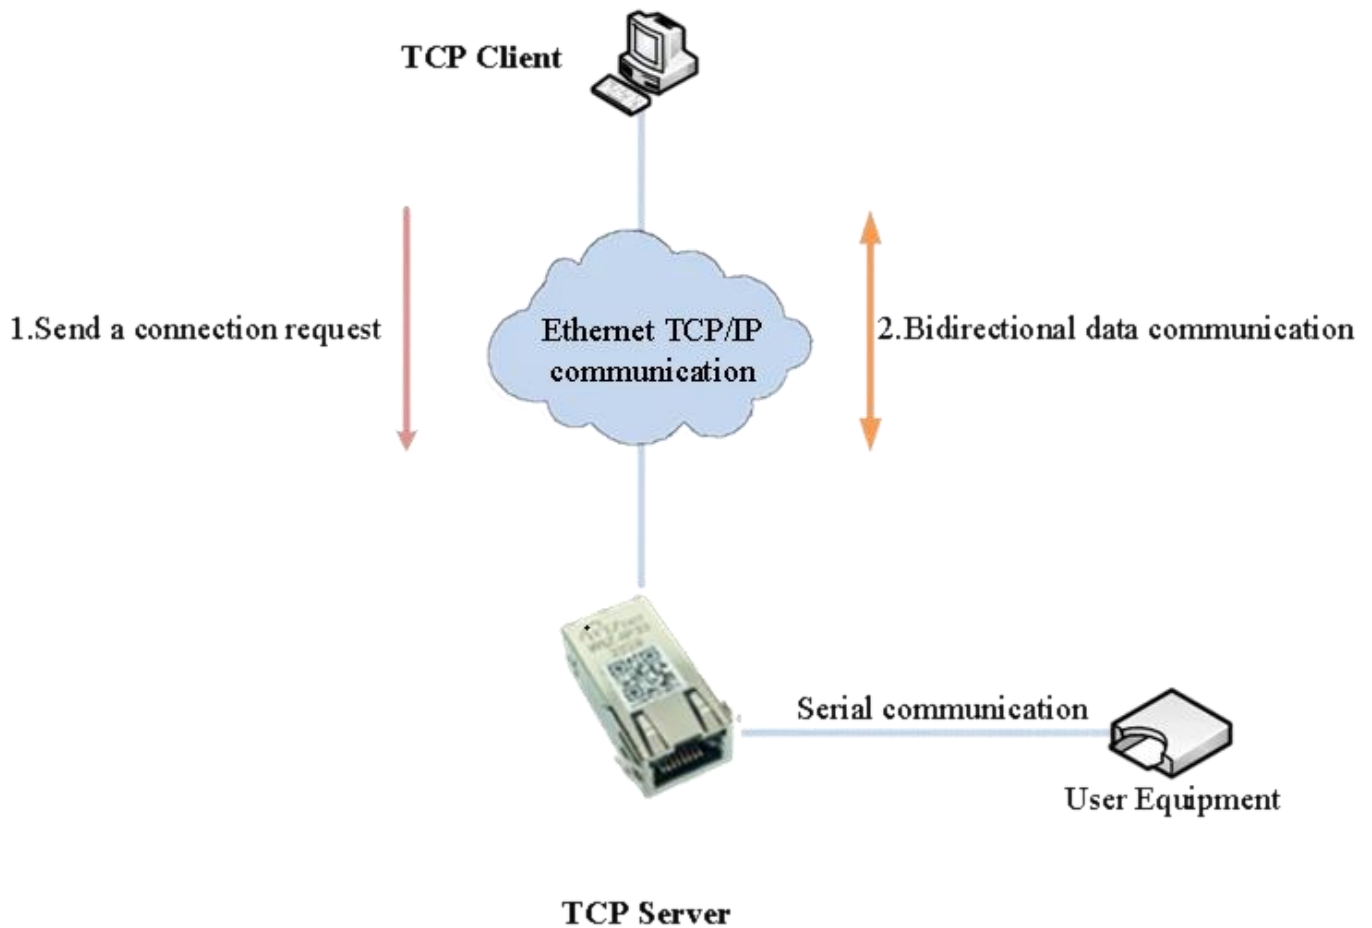 TCP Client
1.Send a connection request
Ethernet TCP/IP
communication
2.Bidirectional data communication
Serial communication
User Equipment
TCP Server